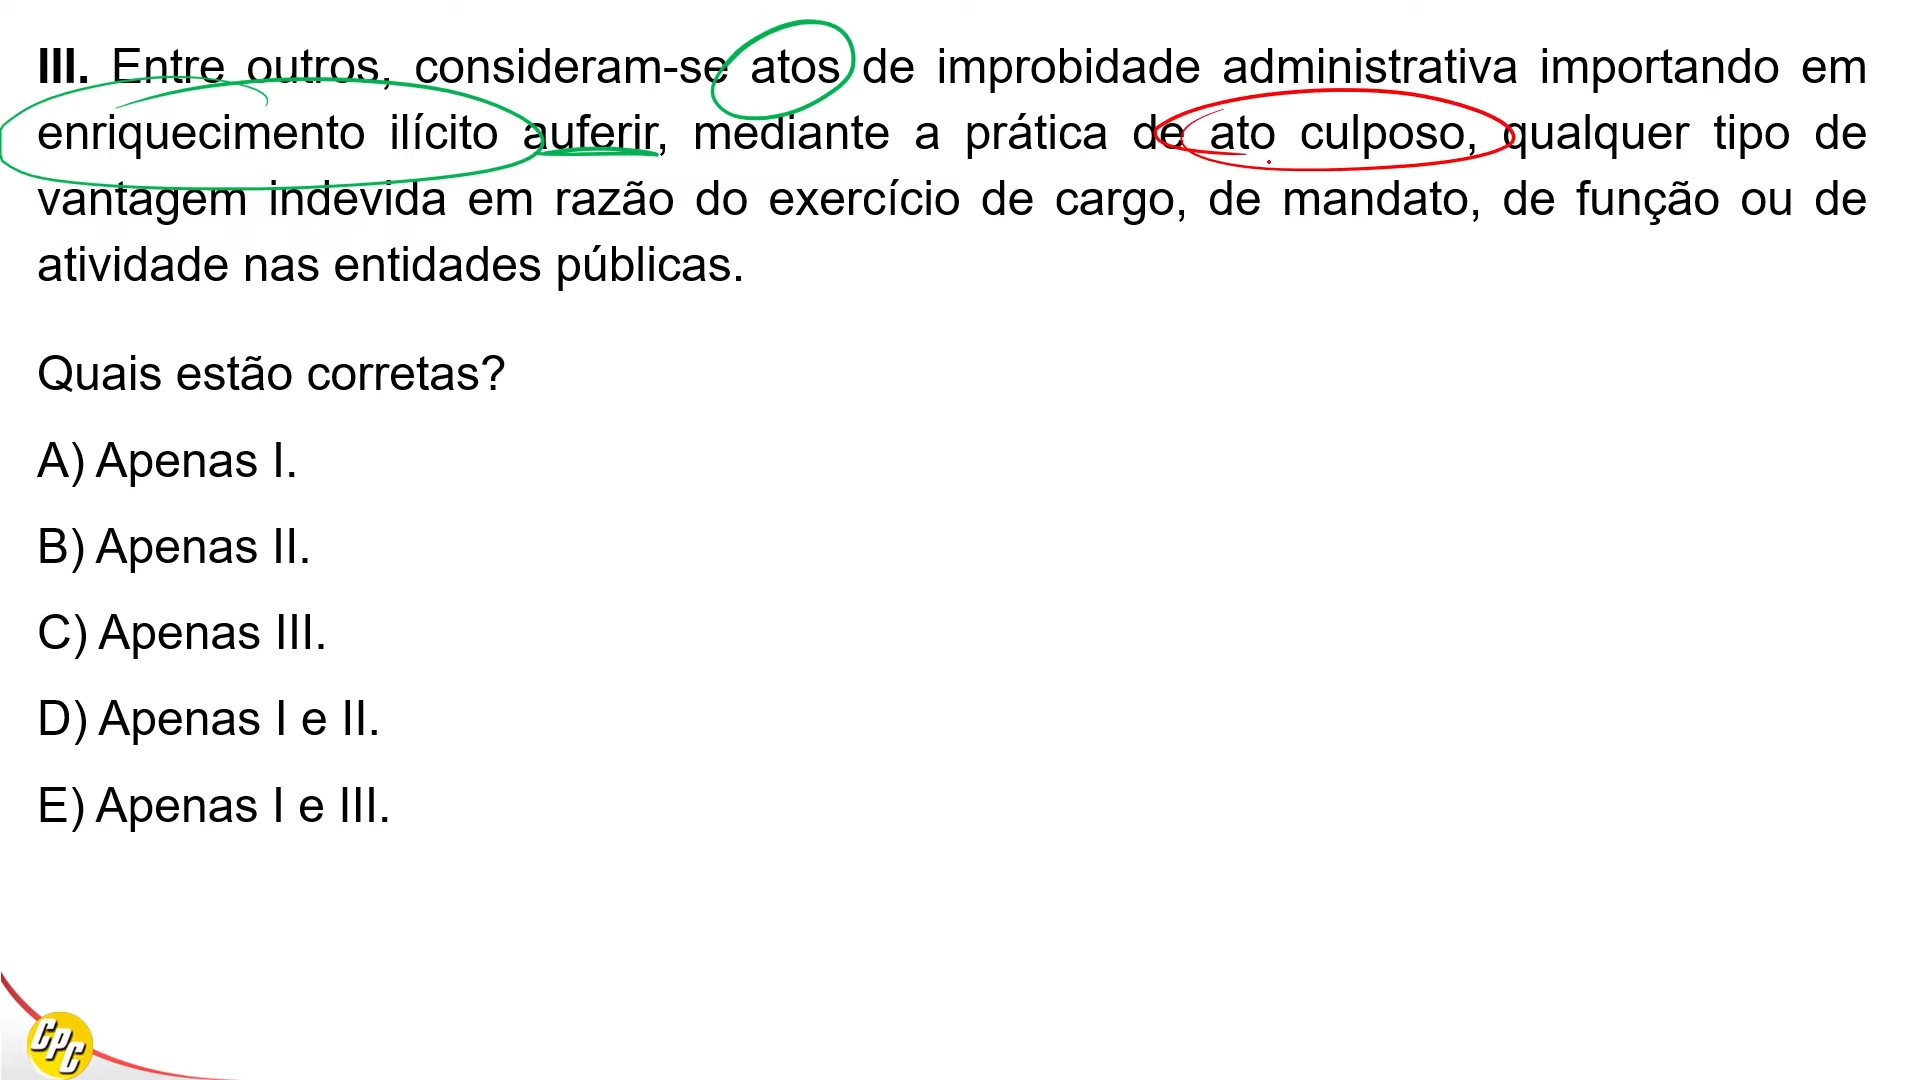 III. Entre outros, consideram-se atos de improbidade administrativa importando em
enriquecimento ilícito auferir, mediante a prática de ato culposo, qualquer tipo de
vantagem indevida em razão do exercício de cargo, de mandato, de função ou de
atividade nas entidades públicas.
Quais estão corretas?
A) Apenas I.
B) Apenas II.
C) Apenas III.
D) Apenas I e II.
E) Apenas I e III.
CPC